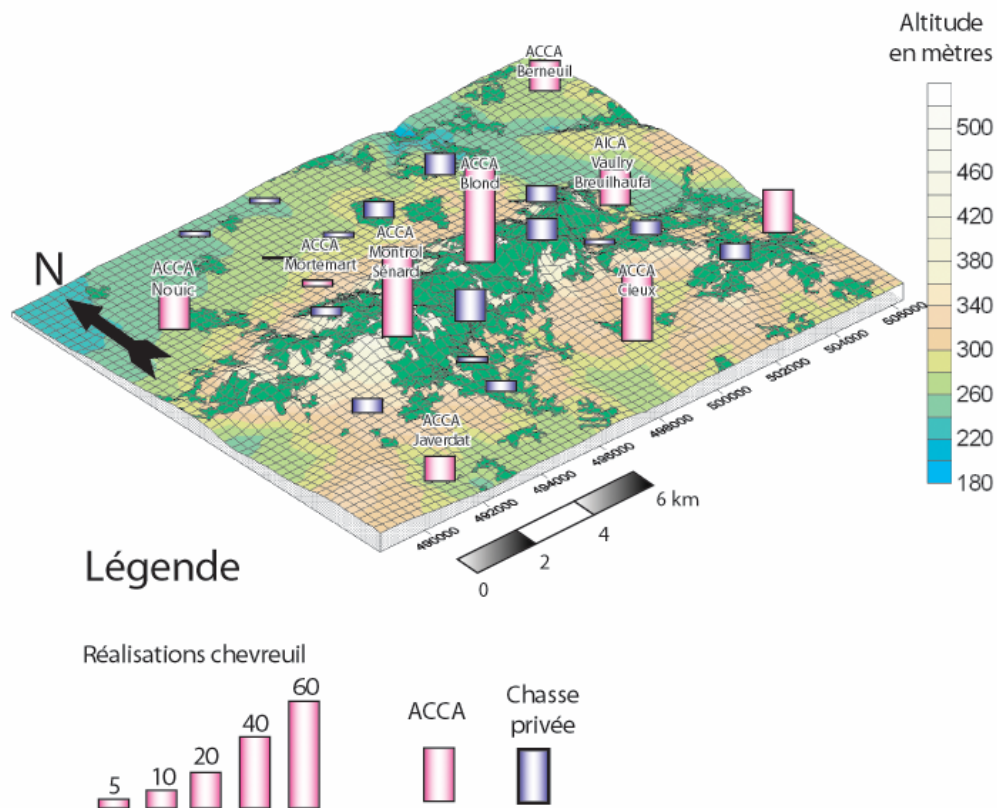 Altitude
en mètres
500
460
420
380
340
300
260
220
180
ACCA
Berneuil
AICA
Vaulry
Breuilhaufa
ACCA
Blond
ACCA
Montrol
Sénard
ACCA
Mortemart
ACCA
Nouic
ACCA
Cieux
ACCA
Javerdat
N
490000
492000
494000
496000
498000
500000
502000
504000
506000
0
2
4
6 km
Légende
Réalisations chevreuil
5
10
20
40
60
ACCA
Chasse
privée